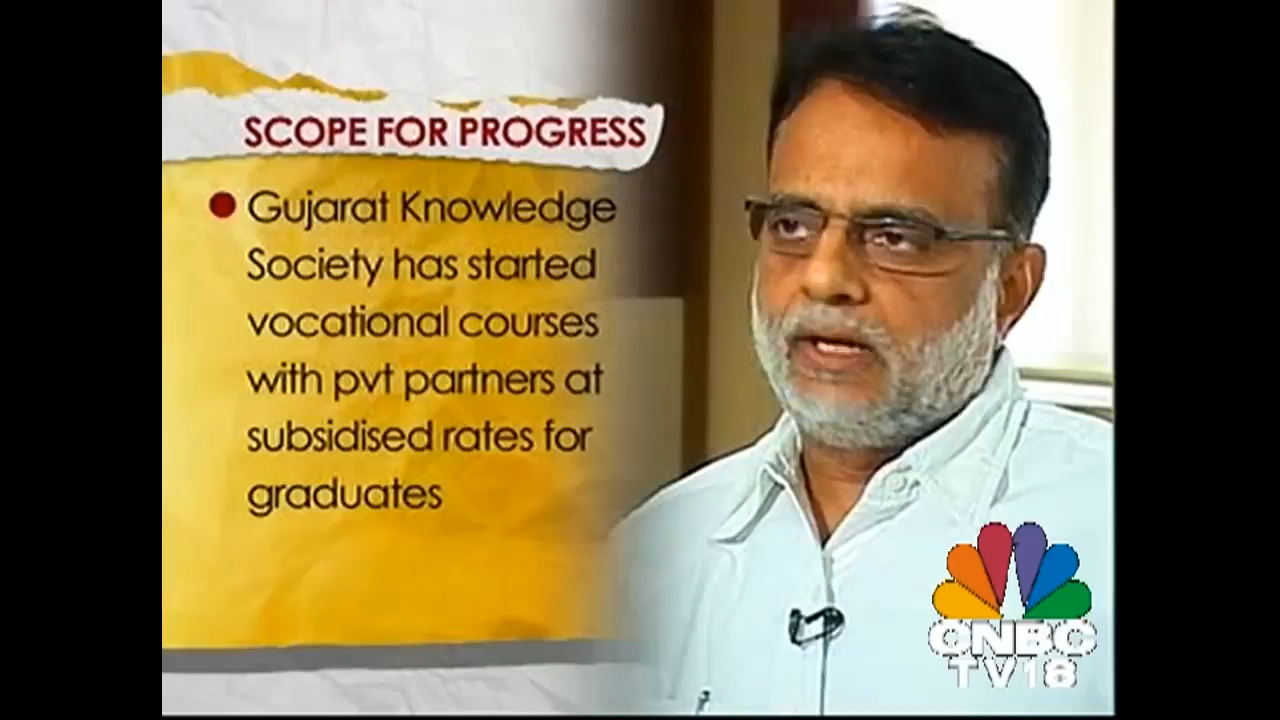 SCOPE FOR PROGRESS
Gujarat Knowledge
Society has started
vocational courses
with pvt partners at
subsidised rates for
graduates
CNBC
TV18